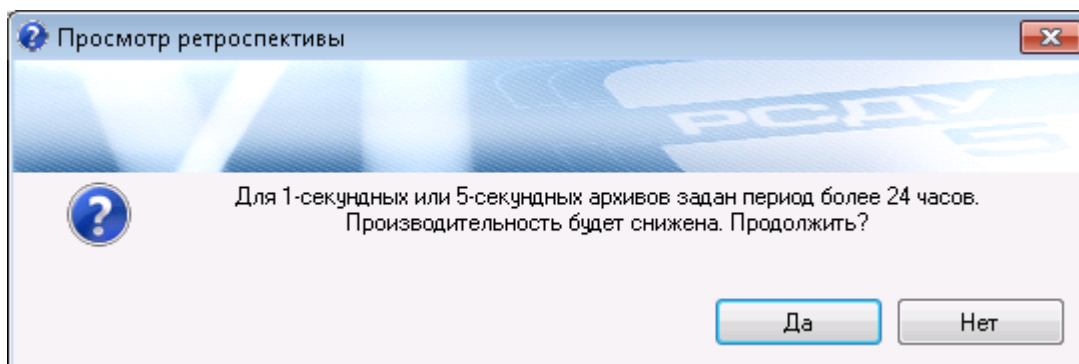 Просмотр ретроспективы
РСДУ
5
Для 1-секундных или 5-секундных архивов задан период более 24 часов.
Производительность будет снижена. Продолжить?
Да
Нет